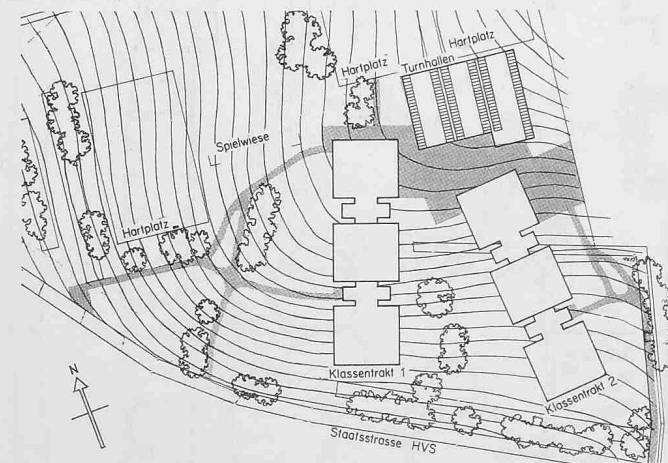 Hartplatz
Turnhallen
Hartplatz
Spielwiese
Hartplatz
Klassentrakt 1
Klassentrakt 2
Staatsstrasse HVS
N